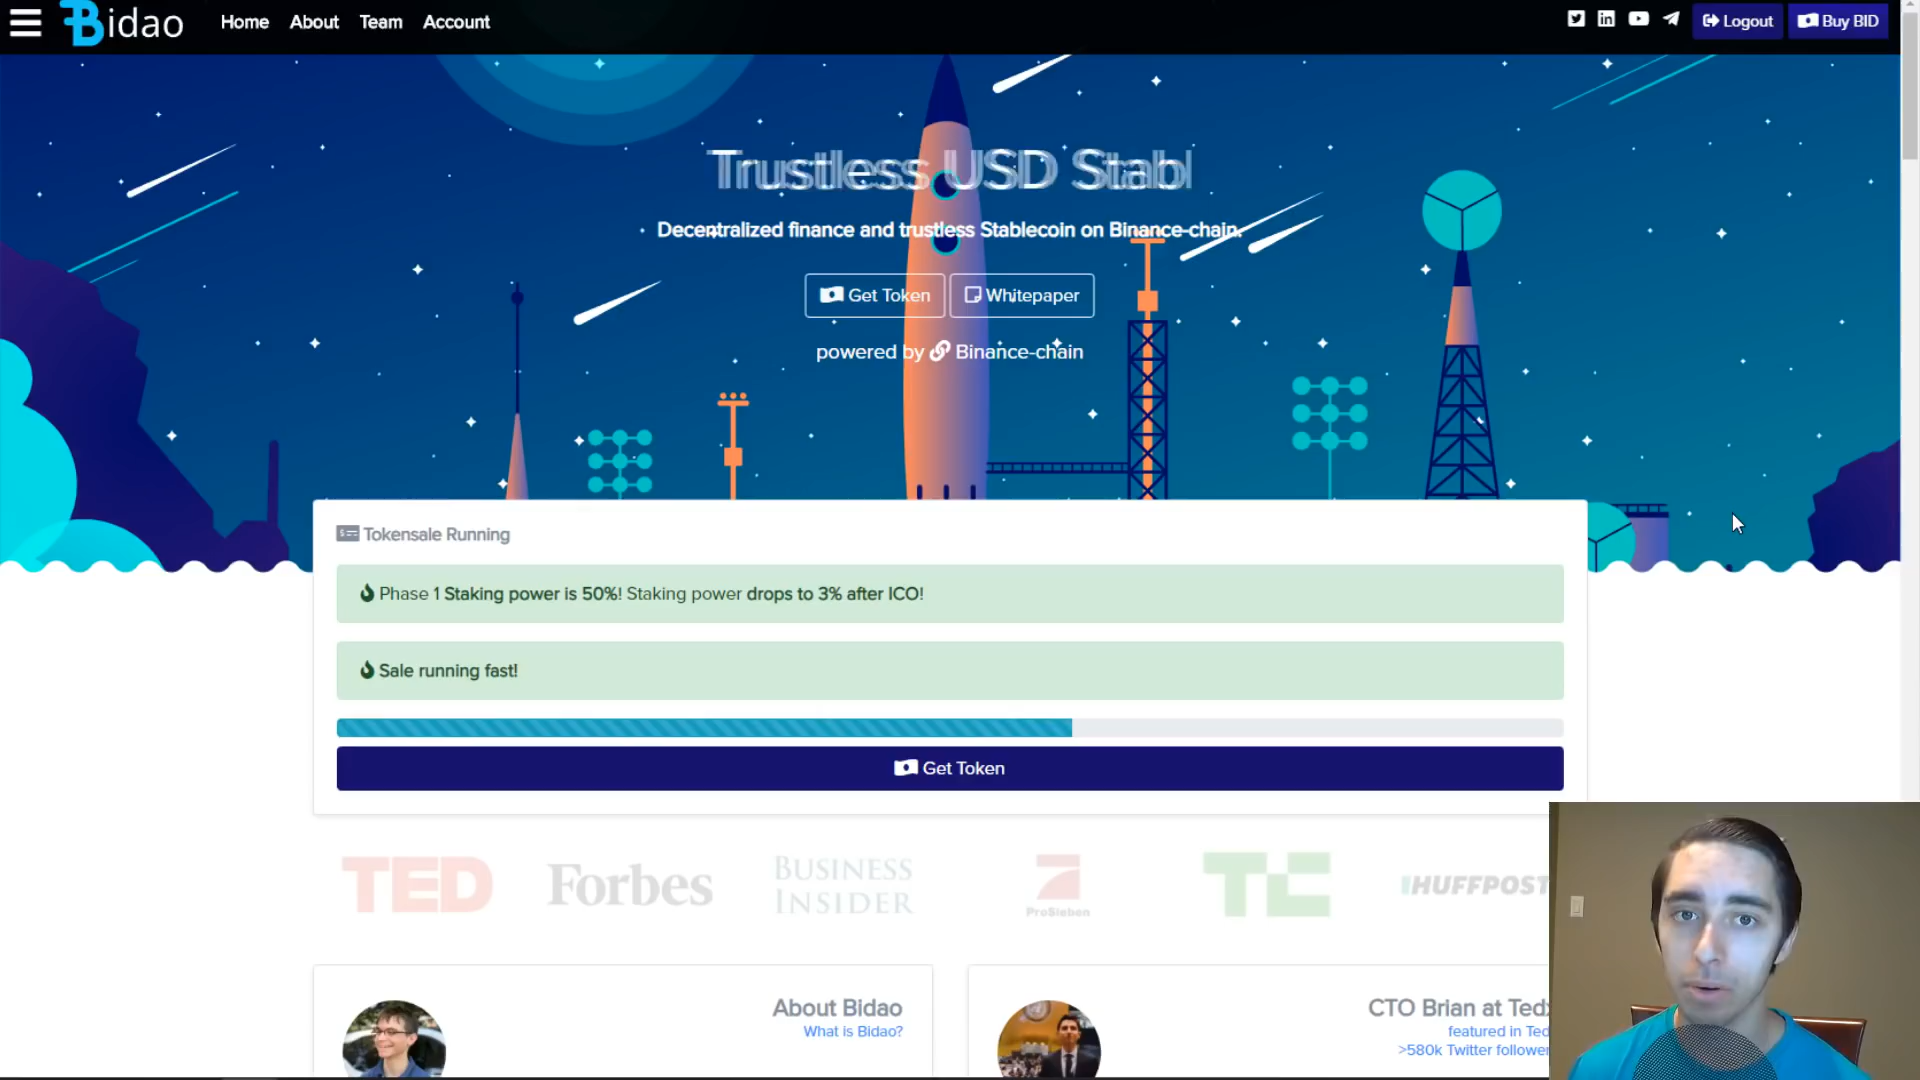 Bidao
Home About Team Account
Logout
Buy BID
Trustless USD Stabl
Decentralized finance and trustless Stablecoin on Binance-chain.
Get Token
Whitepaper
powered by Binance-chain
Tokensale Running
Phase 1 Staking power is 50%! Staking power drops to 3% after ICO!
Sale running fast!
Get Token
TED
Forbes
BUSINESS
INSIDER
ProSieben
TC
HUFFPOST
About Bidao
What is Bidao?
CTO Brian at Tedx
featured in Ted
>580k Twitter follower